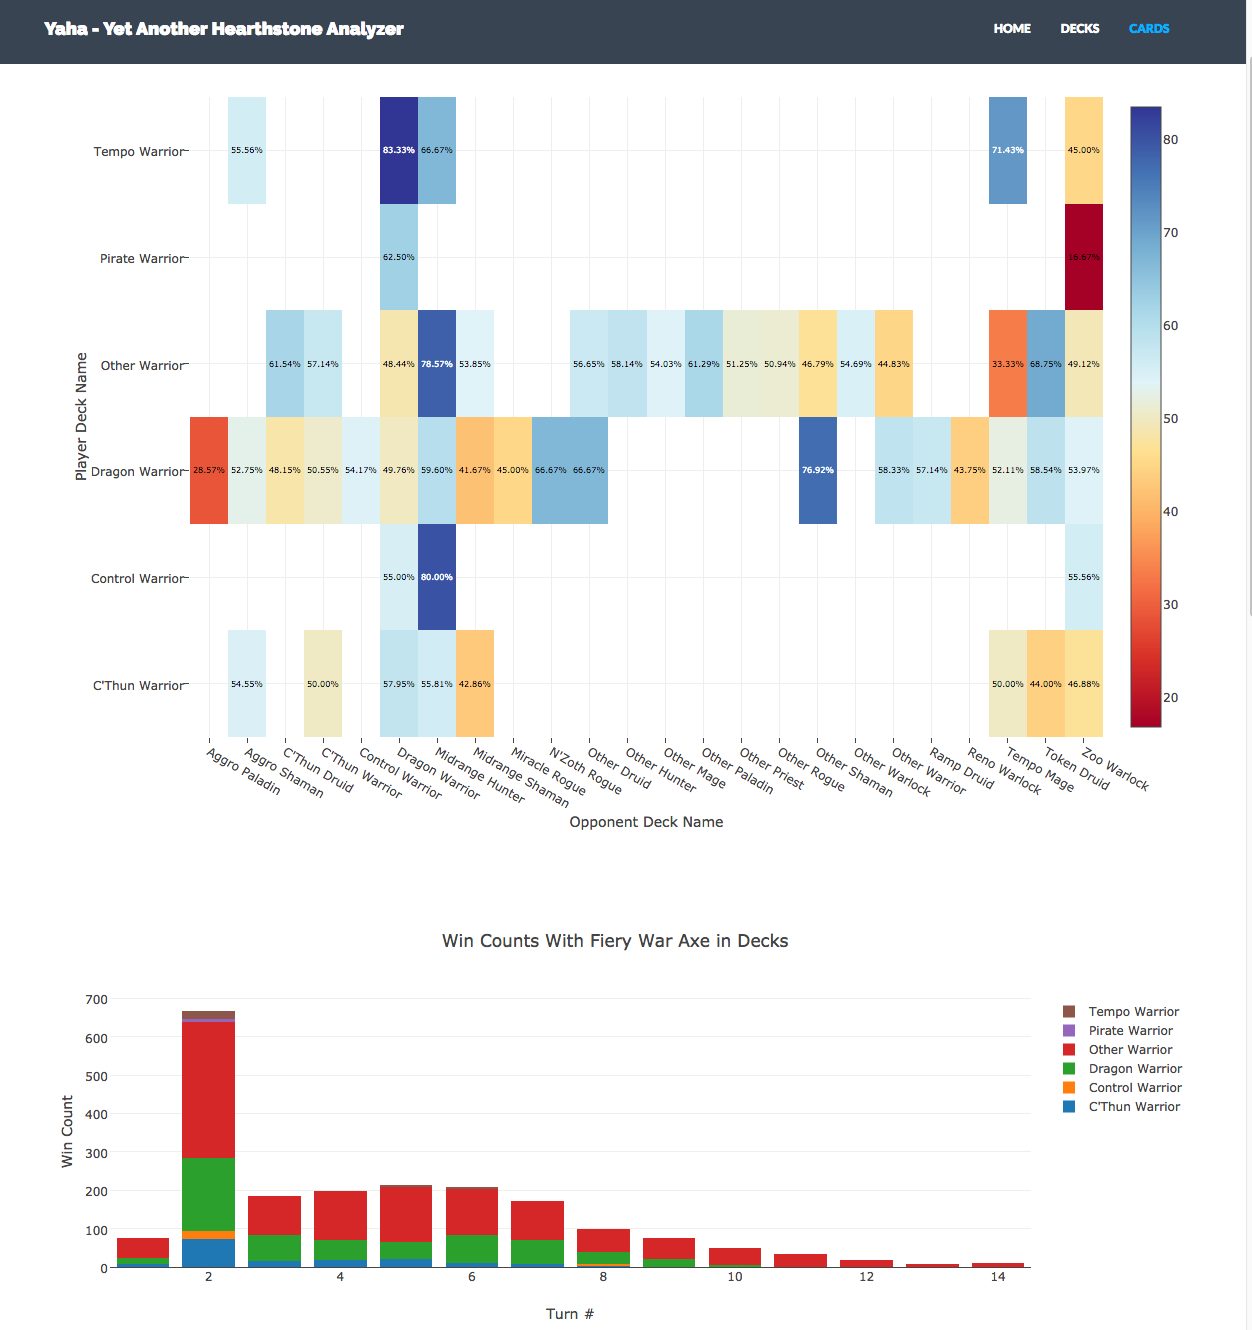 Yaha - Yet Another Hearthstone Analyzer
HOME DECKS CARDS
Tempo Warrior 55.56% 83.33% 66.67% 71.43% 45.00%
Pirate Warrior 62.50% 16.67%
Other Warrior 61.54% 57.14% 48.44% 78.57% 53.85% 56.65% 58.14% 54.03% 61.29% 51.25% 50.94% 46.79% 54.69% 44.83% 33.33% 68.75% 49.12%
Dragon Warrior 28.57% 52.75% 48.15% 50.55% 54.17% 49.76% 59.60% 41.67% 45.00% 66.67% 66.67% 76.92% 58.33% 57.14% 43.75% 52.11% 58.54% 53.97%
Control Warrior 55.00% 80.00% 55.56%
C'Thun Warrior 54.55% 50.00% 57.95% 55.81% 42.86% 50.00% 44.00% 46.88%
Player Deck Name
80
70
60
50
40
30
20
Aggro Paladin
Aggro Shaman
C'Thun Druid
C'Thun Warrior
Control Warrior
Dragon Warrior
Midrange Hunter
Midrange Shaman
Miracle Rogue
N'Zoth Rogue
Other Druid
Other Hunter
Other Mage
Other Paladin
Other Priest
Other Rogue
Other Shaman
Other Warlock
Other Warrior
Ramp Druid
Reno Warlock
Tempo Mage
Token Druid
Zoo Warlock
Opponent Deck Name
Win Counts With Fiery War Axe in Decks
Win Count
700
600
500
400
300
200
100
0
2 4 6 8 10 12 14
Turn #
Tempo Warrior
Pirate Warrior
Other Warrior
Dragon Warrior
Control Warrior
C'Thun Warrior